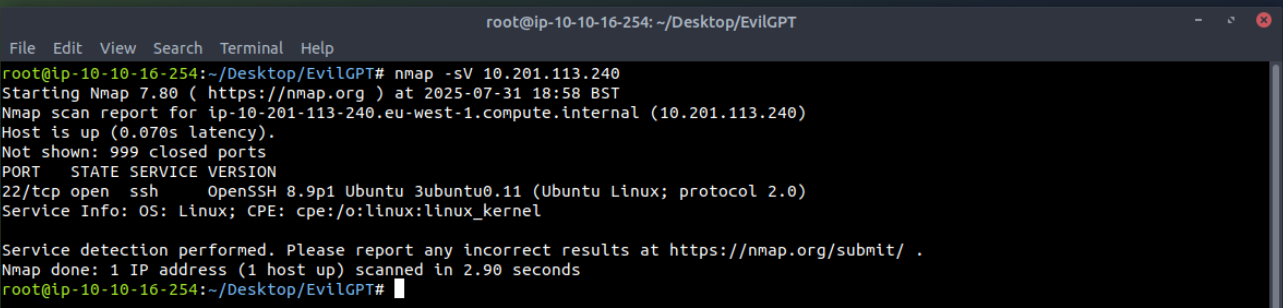 root@ip-10-10-16-254: ~/Desktop/EvilGPT
File Edit View Search Terminal Help
root@ip-10-10-16-254:~/Desktop/EvilGPT# nmap -sV 10.201.113.240
Starting Nmap 7.80 ( https://nmap.org ) at 2025-07-31 18:58 BST
Nmap scan report for ip-10-201-113-240.eu-west-1.compute.internal (10.201.113.240)
Host is up (0.070s latency).
Not shown: 999 closed ports
PORT   STATE SERVICE VERSION
22/tcp open  ssh     OpenSSH 8.9p1 Ubuntu 3ubuntu0.11 (Ubuntu Linux; protocol 2.0)
Service Info: OS: Linux; CPE: cpe:/o:linux:linux_kernel

Service detection performed. Please report any incorrect results at https://nmap.org/submit/ .
Nmap done: 1 IP address (1 host up) scanned in 2.90 seconds
root@ip-10-10-16-254:~/Desktop/EvilGPT#